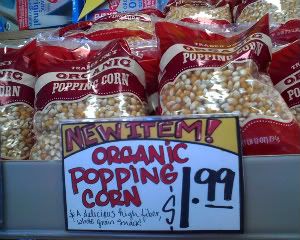 ORGANIC
POPPING CORN
TRADER
ORGANIC
POPPING CORN
NEW ITEM!
ORGANIC
POPPING
CORN
$1.99
A delicious high fiber,
whole grain snack!